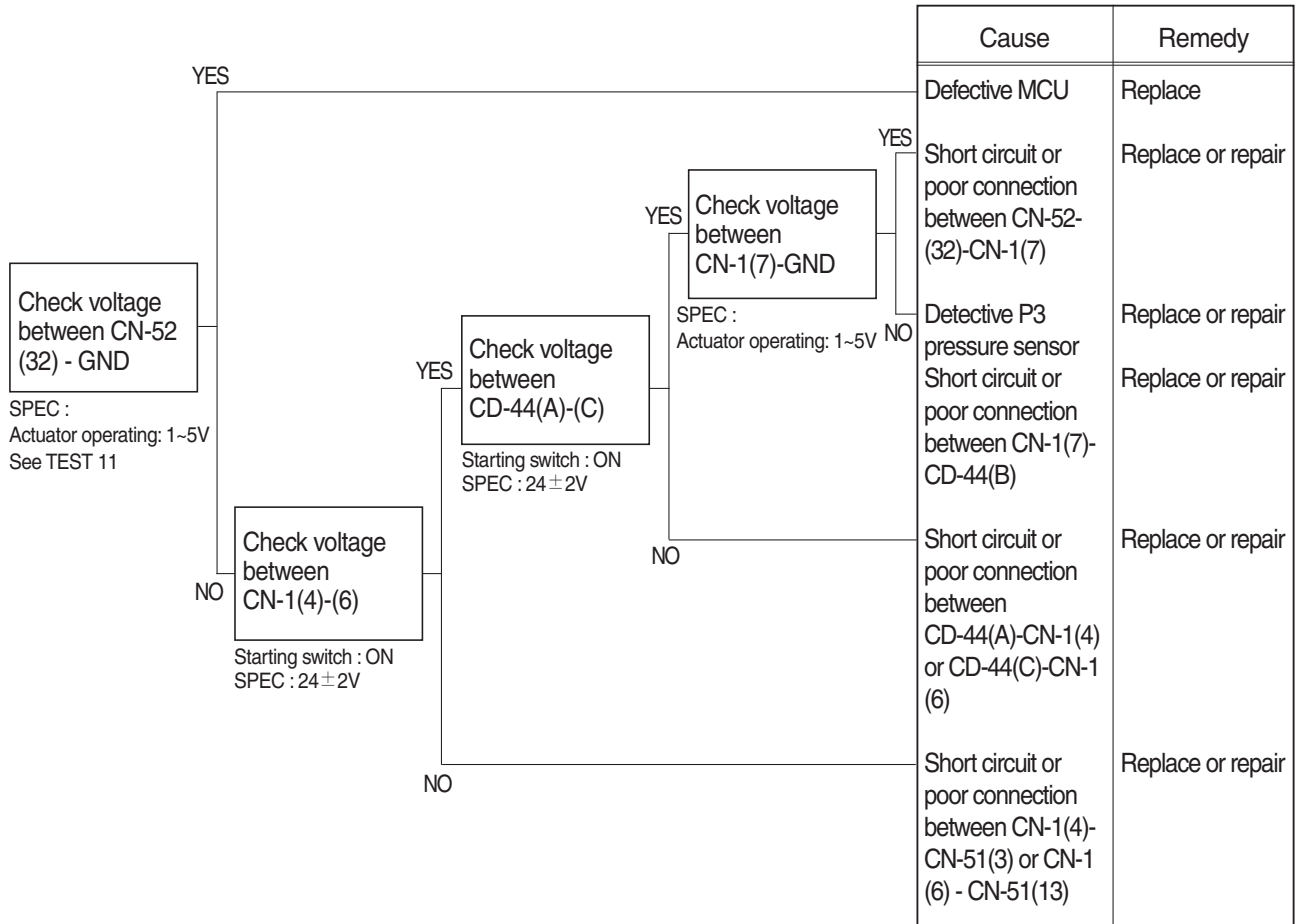 Cause
Remedy
YES
Defective MCU
Replace
YES
Short circuit or
poor connection
between CN-52-
(32)-CN-1(7)
Replace or repair
YES
Check voltage
between
CN-1(7)-GND
SPEC :
Actuator operating: 1~5V
NO
Detective P3
pressure sensor
Replace or repair
Short circuit or
poor connection
between CN-1(7)-
CD-44(B)
Replace or repair
Check voltage
between CN-52
(32) - GND
SPEC :
Actuator operating: 1~5V
See TEST 11
YES
Check voltage
between
CD-44(A)-(C)
Starting switch : ON
SPEC : 24±2V
NO
Short circuit or
poor connection
between
CD-44(A)-CN-1(4)
or CD-44(C)-CN-1
(6)
Replace or repair
NO
Check voltage
between
CN-1(4)-(6)
Starting switch : ON
SPEC : 24±2V
NO
Short circuit or
poor connection
between CN-1(4)-
CN-51(3) or CN-1
(6) - CN-51(13)
Replace or repair